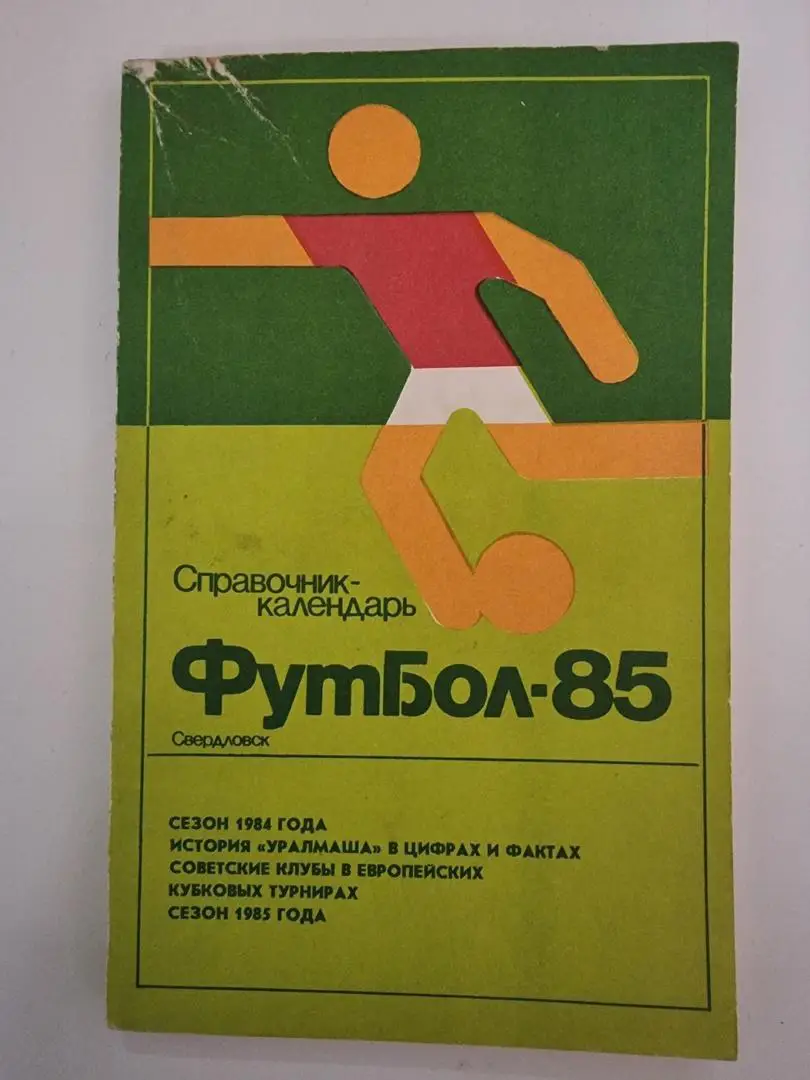 Справочник-
календарь
Футбол-85
Свердловск
СЕЗОН 1984 ГОДА
ИСТОРИЯ «УРАЛМАША» В ЦИФРАХ И ФАКТАХ
СОВЕТСКИЕ КЛУБЫ В ЕВРОПЕЙСКИХ
КУБКОВЫХ ТУРНИРАХ
СЕЗОН 1985 ГОДА